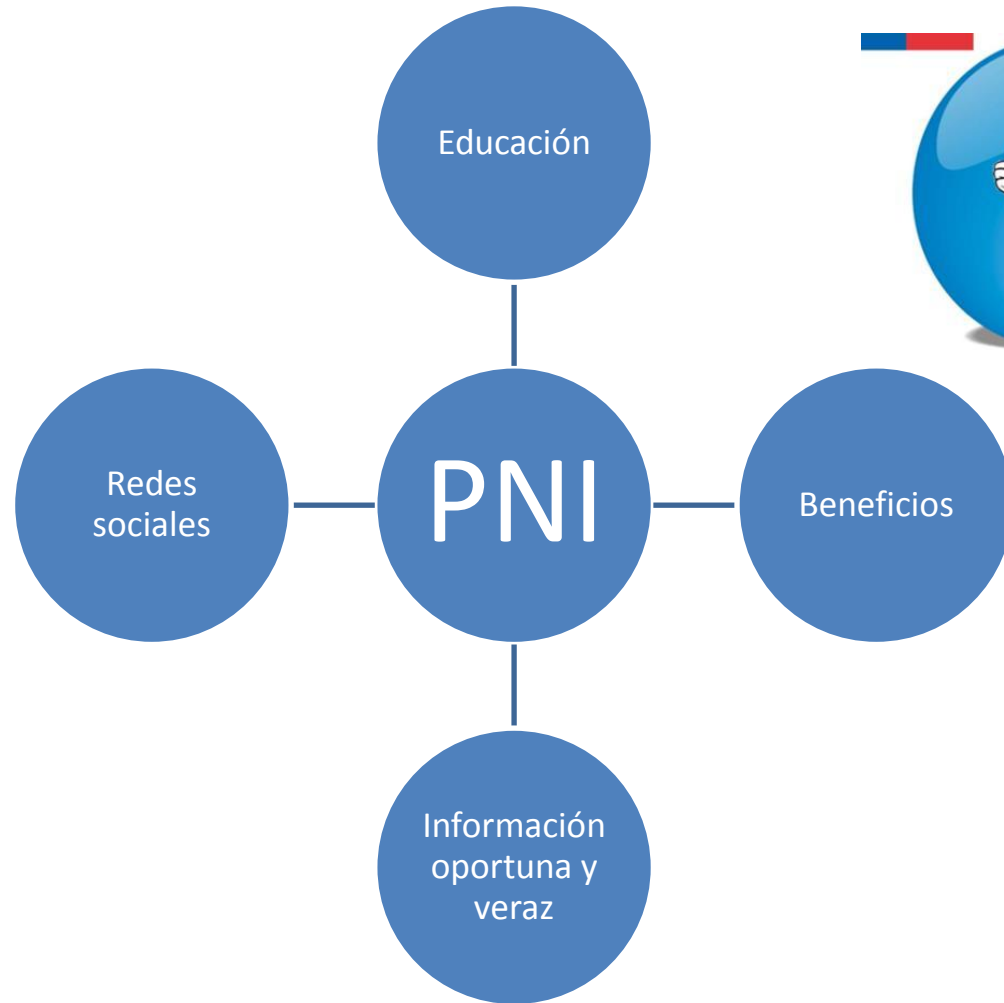 Educación
Redes
sociales
PNI
Beneficios
Información
oportuna y
veraz